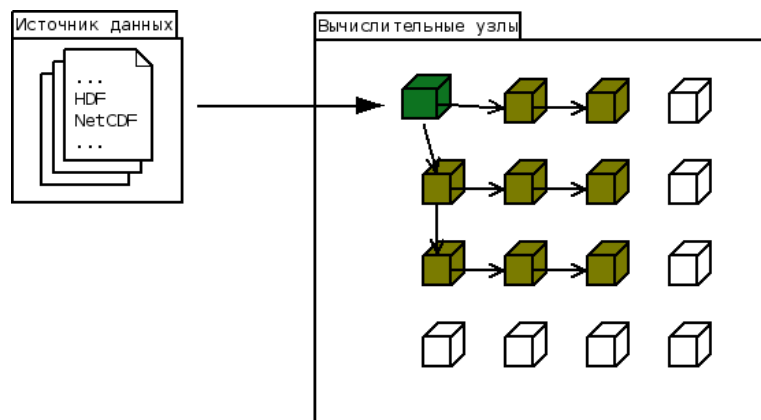 Источник данных
...
HDF
NetCDF
...
Вычислительные узлы